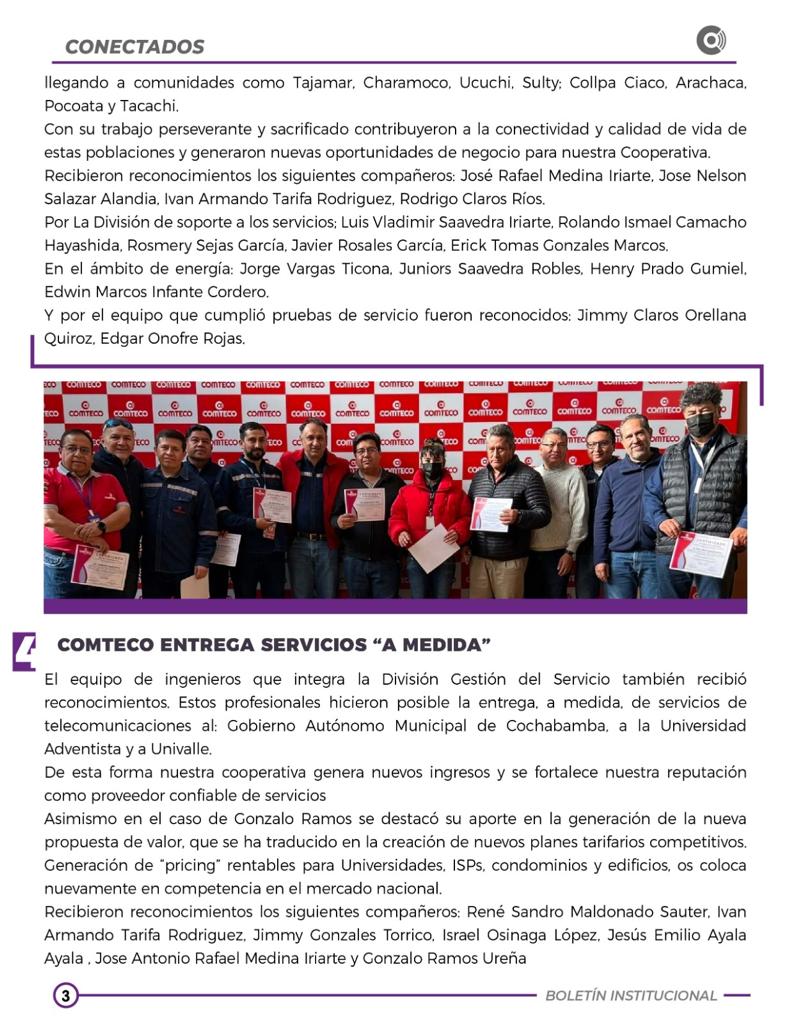 CONECTADOS
llegando a comunidades como Tajamar, Charamoco, Ucuchi, Sulty; Collpa Ciaco, Arachaca,
Pocoata y Tacachi.
Con su trabajo perseverante y sacrificado contribuyeron a la conectividad y calidad de vida de
estas poblaciones y generaron nuevas oportunidades de negocio para nuestra Cooperativa.
Recibieron reconocimientos los siguientes compañeros: José Rafael Medina Iriarte, Jose Nelson
Salazar Alandia, Ivan Armando Tarifa Rodriguez, Rodrigo Claros Ríos.
Por La División de soporte a los servicios; Luis Vladimir Saavedra Iriarte, Rolando Ismael Camacho
Hayashida, Rosmery Sejas García, Javier Rosales García, Erick Tomas Gonzales Marcos.
En el ámbito de energía: Jorge Vargas Ticona, Juniors Saavedra Robles, Henry Prado Gumiel,
Edwin Marcos Infante Cordero.
Y por el equipo que cumplió pruebas de servicio fueron reconocidos: Jimmy Claros Orellana
Quiroz, Edgar Onofre Rojas.
COMTECO
4 COMTECO ENTREGA SERVICIOS “A MEDIDA”
El equipo de ingenieros que integra la División Gestión del Servicio también recibió
reconocimientos. Estos profesionales hicieron posible la entrega, a medida, de servicios de
telecomunicaciones al: Gobierno Autónomo Municipal de Cochabamba, a la Universidad
Adventista y a Univalle.
De esta forma nuestra cooperativa genera nuevos ingresos y se fortalece nuestra reputación
como proveedor confiable de servicios
Asimismo en el caso de Gonzalo Ramos se destacó su aporte en la generación de la nueva
propuesta de valor, que se ha traducido en la creación de nuevos planes tarifarios competitivos.
Generación de “pricing” rentables para Universidades, ISPs, condominios y edificios, os coloca
nuevamente en competencia en el mercado nacional.
Recibieron reconocimientos los siguientes compañeros: René Sandro Maldonado Sauter, Ivan
Armando Tarifa Rodriguez, Jimmy Gonzales Torrico, Israel Osinaga López, Jesús Emilio Ayala
Ayala , Jose Antonio Rafael Medina Iriarte y Gonzalo Ramos Ureña
3 BOLETÍN INSTITUCIONAL